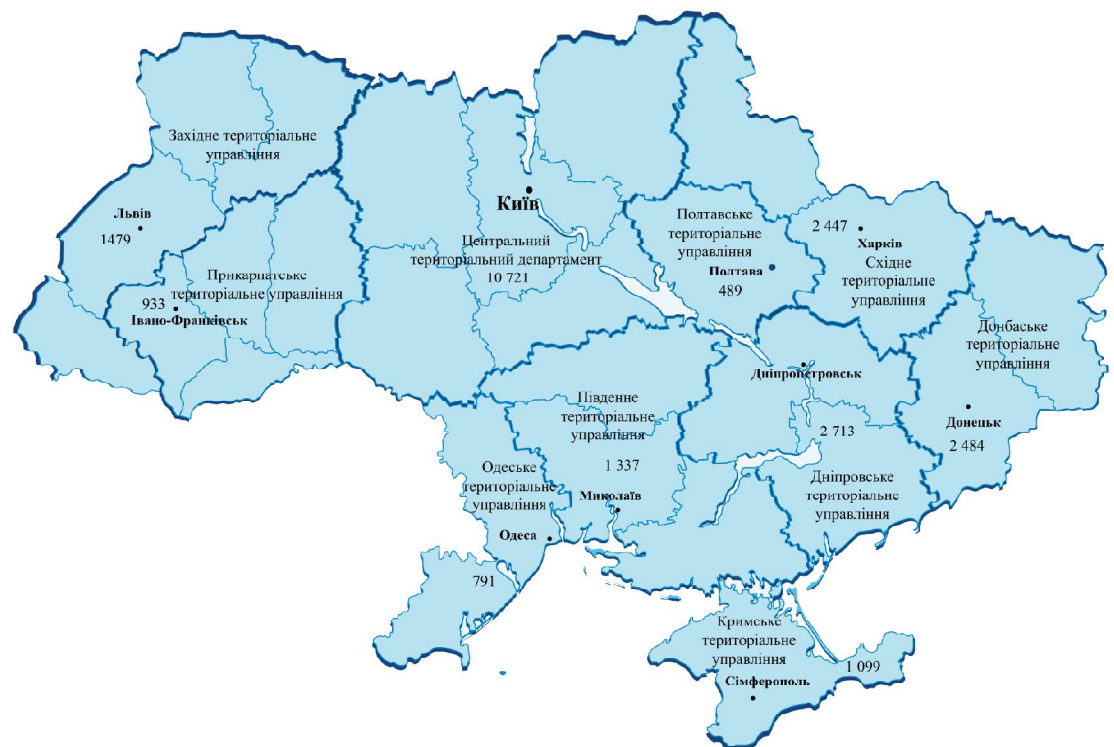 Західне територіальне
управління
Львів
1479
Прикарпатське
територіальне управління
933
Івано-Франківськ
Київ
Центральний
територіальний департамент
10 721
Полтавське
територіальне
управління
Полтава
489
2 447
Харків
Східне
територіальне
управління
Донбаське
територіальне
управління
Донецьк
2 484
Дніпропетровськ
2 713
Дніпровське
територіальне
управління
Південне
територіальне
управління
1 337
Миколаїв
Одеське
територіальне
управління
Одеса
791
Кримське
територіальне
управління
1 099
Сімферополь